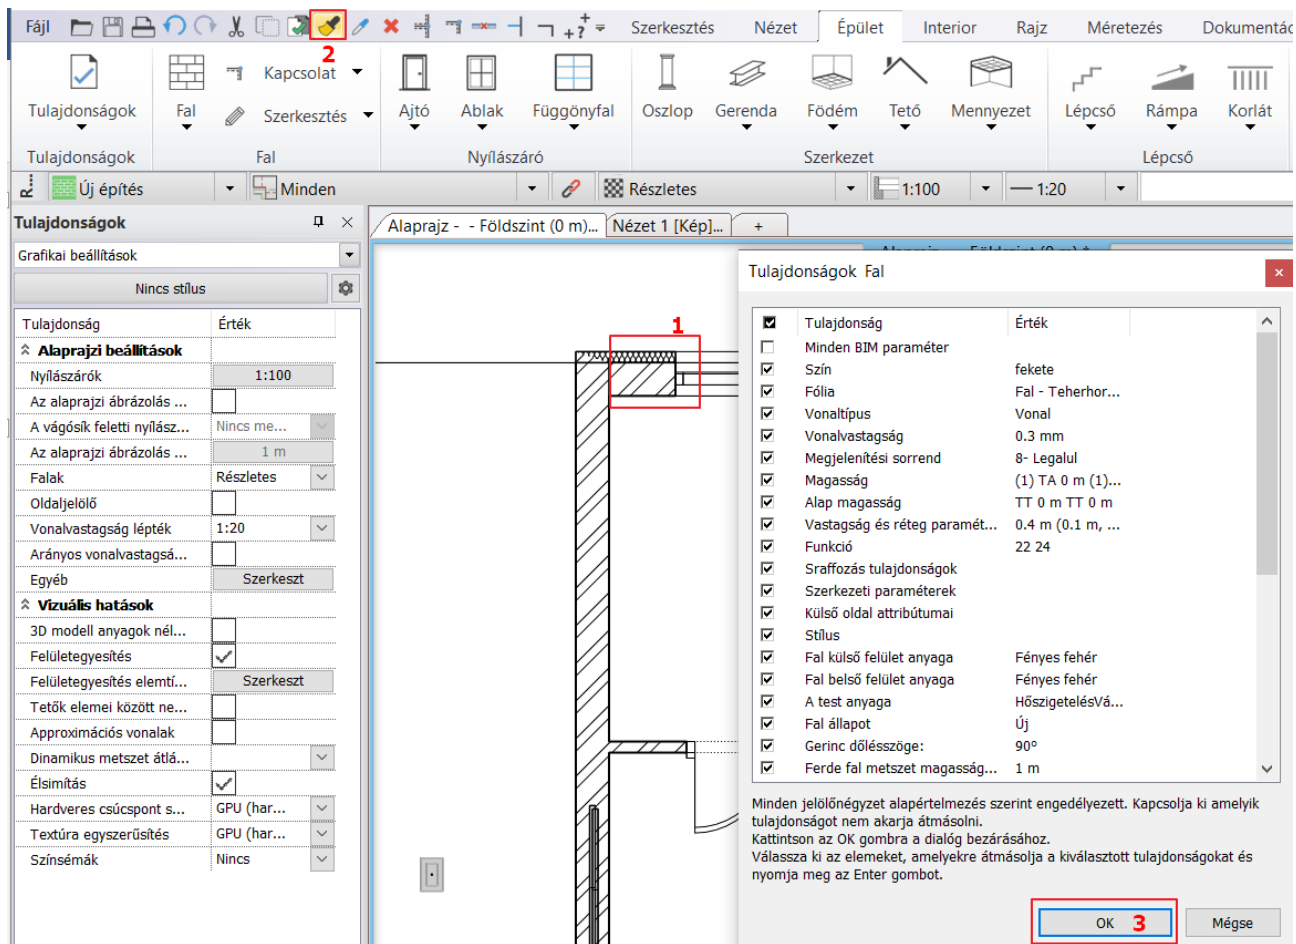 Fájl
Szerkesztés Nézet Épület Interior Rajz Méretezés
2
Tulajdonságok
Fal
Kapcsolat
Szerkesztés
Ajtó Ablak Függönyfal
Oszlop Gerenda Födém Tető Mennyezet
Lépcső Rámpa Korlát
Tulajdonságok Fal Nyílászáró Szerkezet Lépcső
Új építés Minden Részletes 1:100 1:20
Tulajdonságok
Grafikai beállítások
Nincs stílus
Tulajdonság Érték
Alaprajzi beállítások
Nyílászárók 1:100
Az alaprajzi ábrázolás ...
A vágósík feletti nyílász... Nincs me...
Az alaprajzi ábrázolás ... 1 m
Falak Részletes
Oldaljelölő
Vonalvastagság lépték 1:20
Arányos vonalvastagsá...
Egyéb Szerkeszt
Vizuális hatások
3D modell anyagok nél...
Felületegyesítés
Felületegyesítés elemtí... Szerkeszt
Tetők elemei között ne...
Approximációs vonalak
Dinamikus metszet átlá...
Élsimítás
Hardveres csúcspont s... GPU (har...
Textúra egyszerűsítés GPU (har...
Színsémák Nincs
Alaprajz - - Földszint (0 m)... Nézet 1 [Kép]... +
1
Tulajdonságok Fal
Tulajdonság Érték
Minden BIM paraméter
Szín fekete
Fólia Fal - Teherhor...
Vonaltípus Vonal
Vonalvastagság 0.3 mm
Megjelenítési sorrend 8- Legalul
Magasság (1) TA 0 m (1)...
Alap magasság TT 0 m TT 0 m
Vastagság és réteg paramét... 0.4 m (0.1 m, ...
Funkció 22 24
Sraffozás tulajdonságok
Szerkezeti paraméterek
Külső oldal attribútumai
Stílus
Fal külső felület anyaga Fényes fehér
Fal belső felület anyaga Fényes fehér
A test anyaga HőszigetelésVá...
Fal állapot Új
Gerinc dőlésszöge: 90°
Ferde fal metszet magasság... 1 m
Minden jelölőnégyzet alapértelmezés szerint engedélyezett. Kapcsolja ki amelyik
tulajdonságot nem akarja átmásolni.
Kattintson az OK gombra a dialóg bezárásához.
Válassza ki az elemeket, amelyekre átmásolja a kiválasztott tulajdonságokat és
nyomja meg az Enter gombot.
OK 3 Mégse